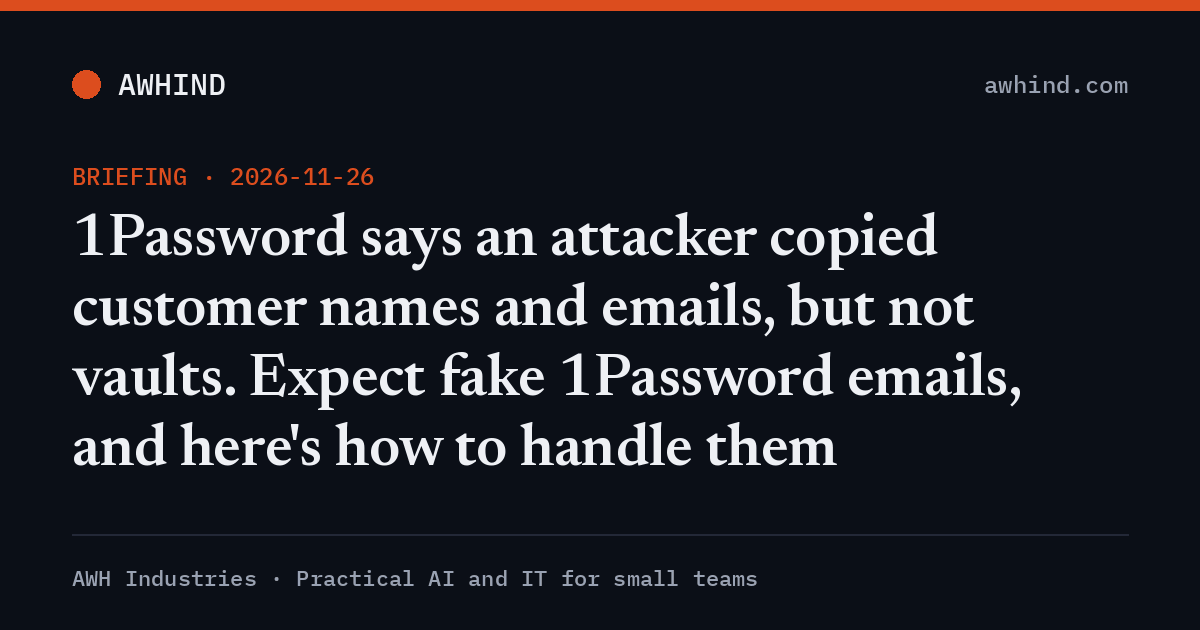 AWHIND
awhind.com
BRIEFING · 2026-11-26
1Password says an attacker copied
customer names and emails, but not
vaults. Expect fake 1Password emails,
and here's how to handle them
AWH Industries · Practical AI and IT for small teams